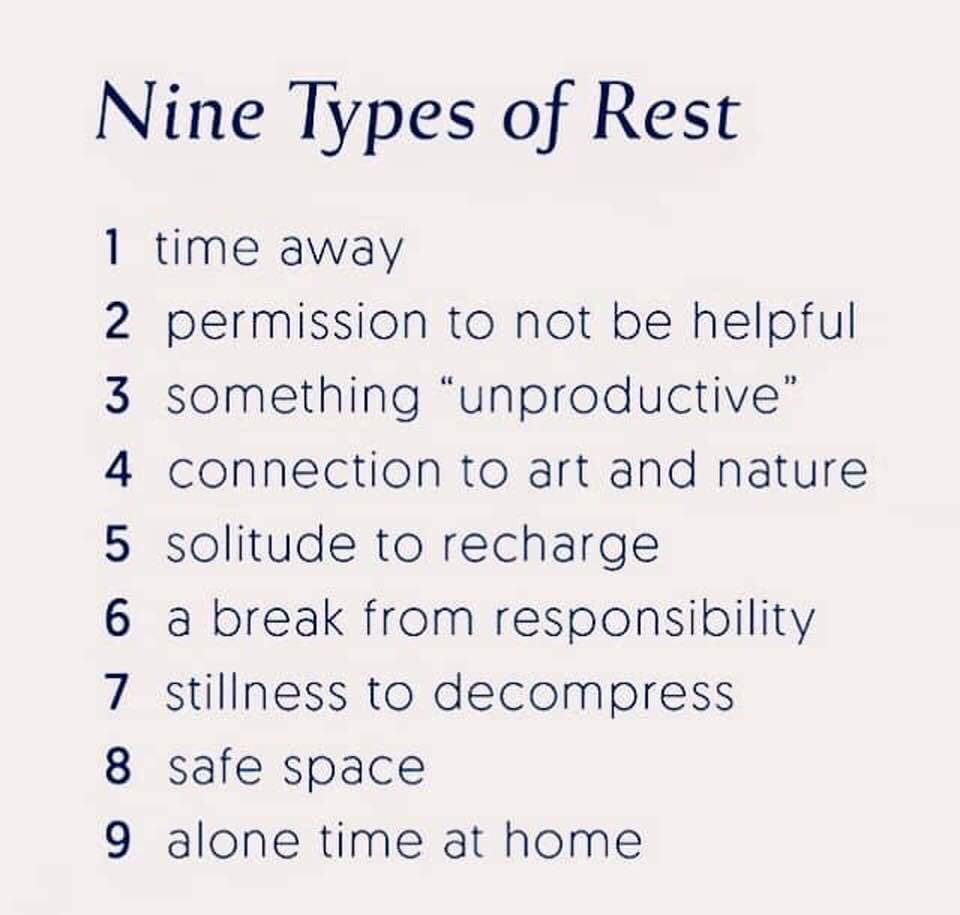 Nine Types of Rest
1 time away
2 permission to not be helpful
3 something “unproductive”
4 connection to art and nature
5 solitude to recharge
6 a break from responsibility
7 stillness to decompress
8 safe space
9 alone time at home